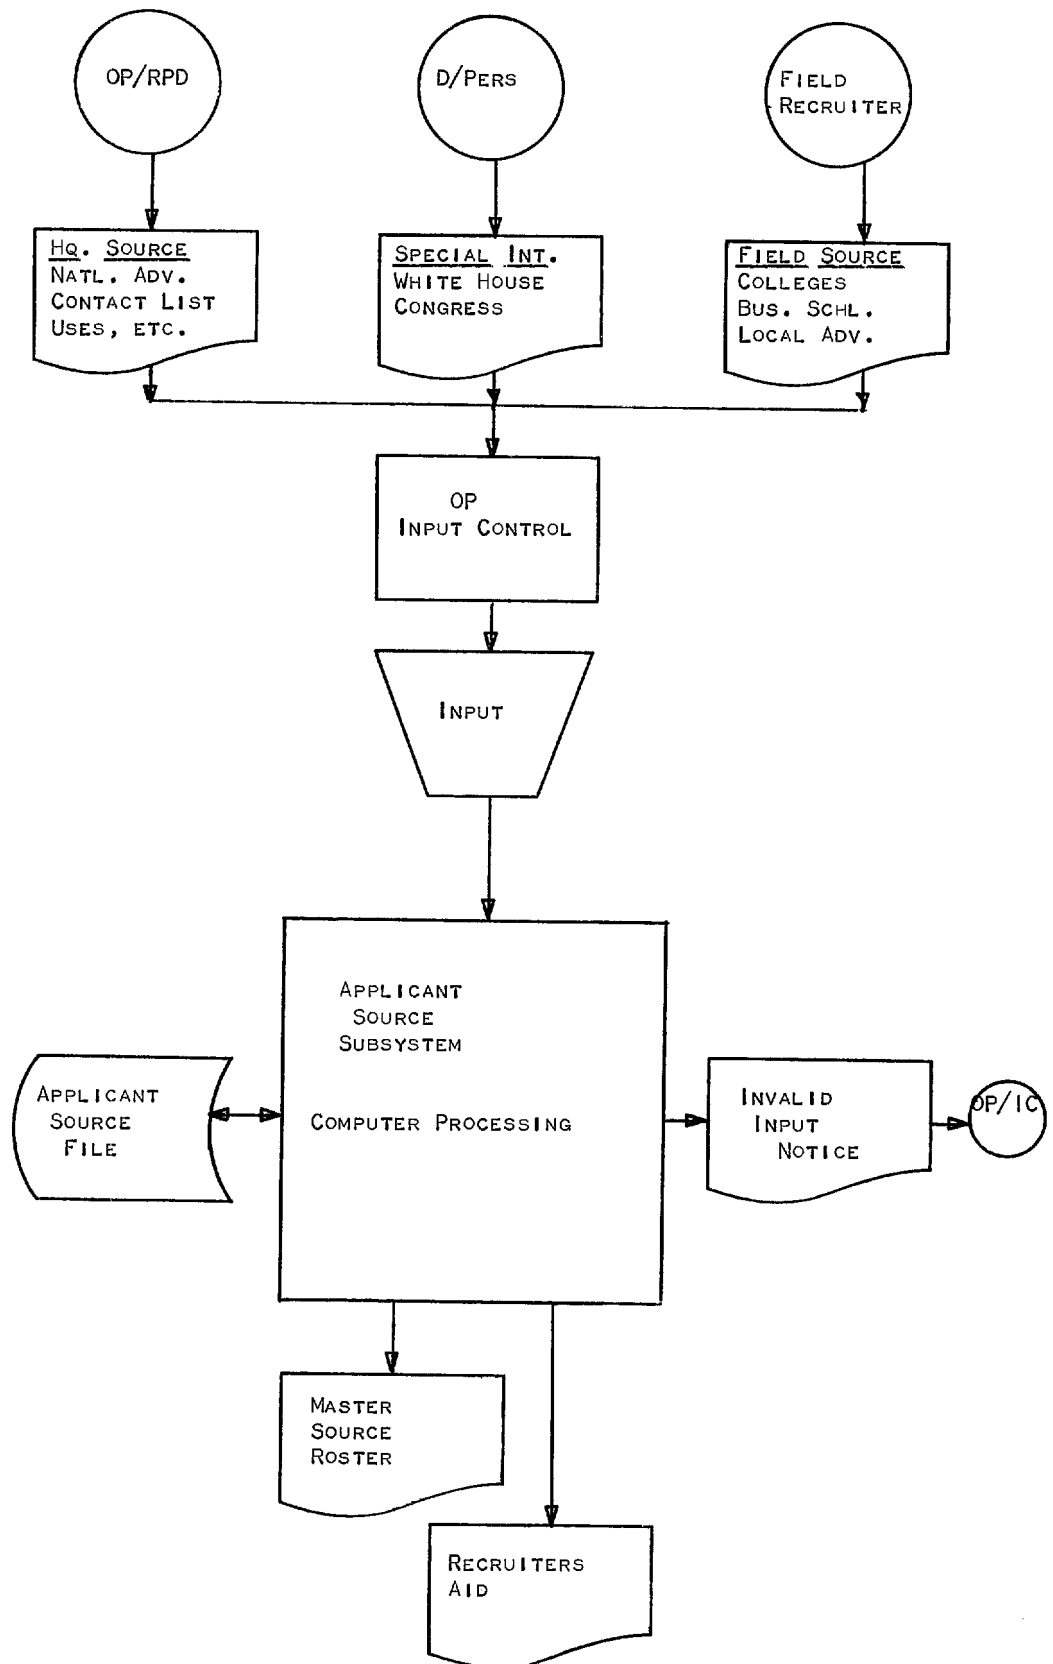 OP/RPD
D/PERS
FIELD
RECRUITER
HQ. SOURCE
NATL. ADV.
CONTACT LIST
USES, ETC.
SPECIAL INT.
WHITE HOUSE
CONGRESS
FIELD SOURCE
COLLEGES
BUS. SCHL.
LOCAL ADV.
OP
INPUT CONTROL
INPUT
APPLICANT
SOURCE
SUBSYSTEM
COMPUTER PROCESSING
APPLICANT
SOURCE
FILE
INVALID
INPUT
NOTICE
OP/IC
MASTER
SOURCE
ROSTER
RECRUITERS
AID